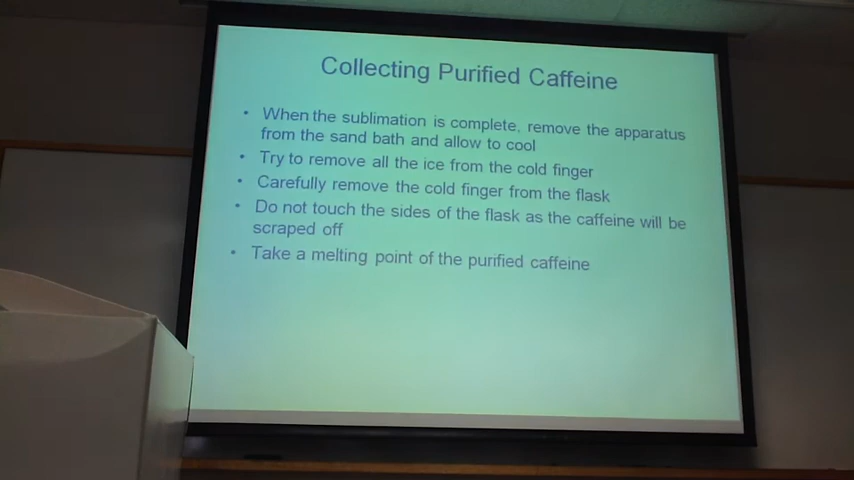 Collecting Purified Caffeine
• When the sublimation is complete, remove the apparatus
from the sand bath and allow to cool
• Try to remove all the ice from the cold finger
• Carefully remove the cold finger from the flask
• Do not touch the sides of the flask as the caffeine will be
scraped off
• Take a melting point of the purified caffeine